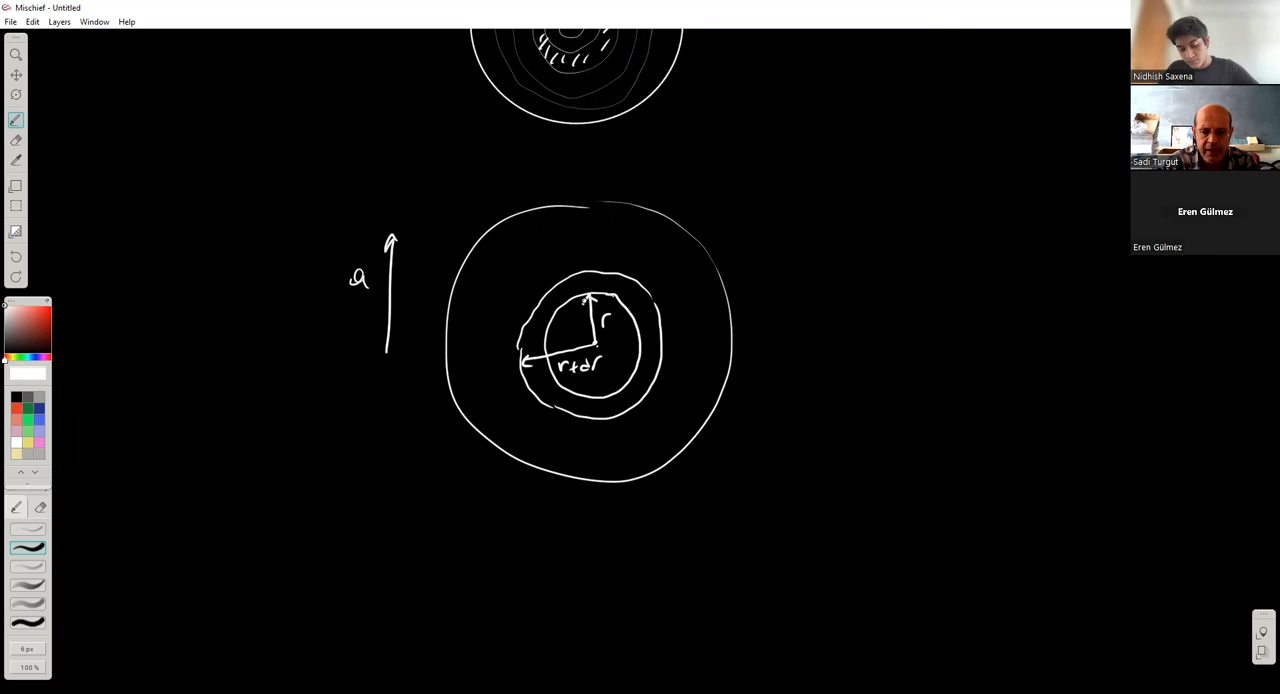 Mischief - Untitled
File Edit Layers Window Help
Nidhish Saxena
Sadi Turgut
Eren Gülmez
Eren Gülmez
a
r
r+dr
6 px
100 %